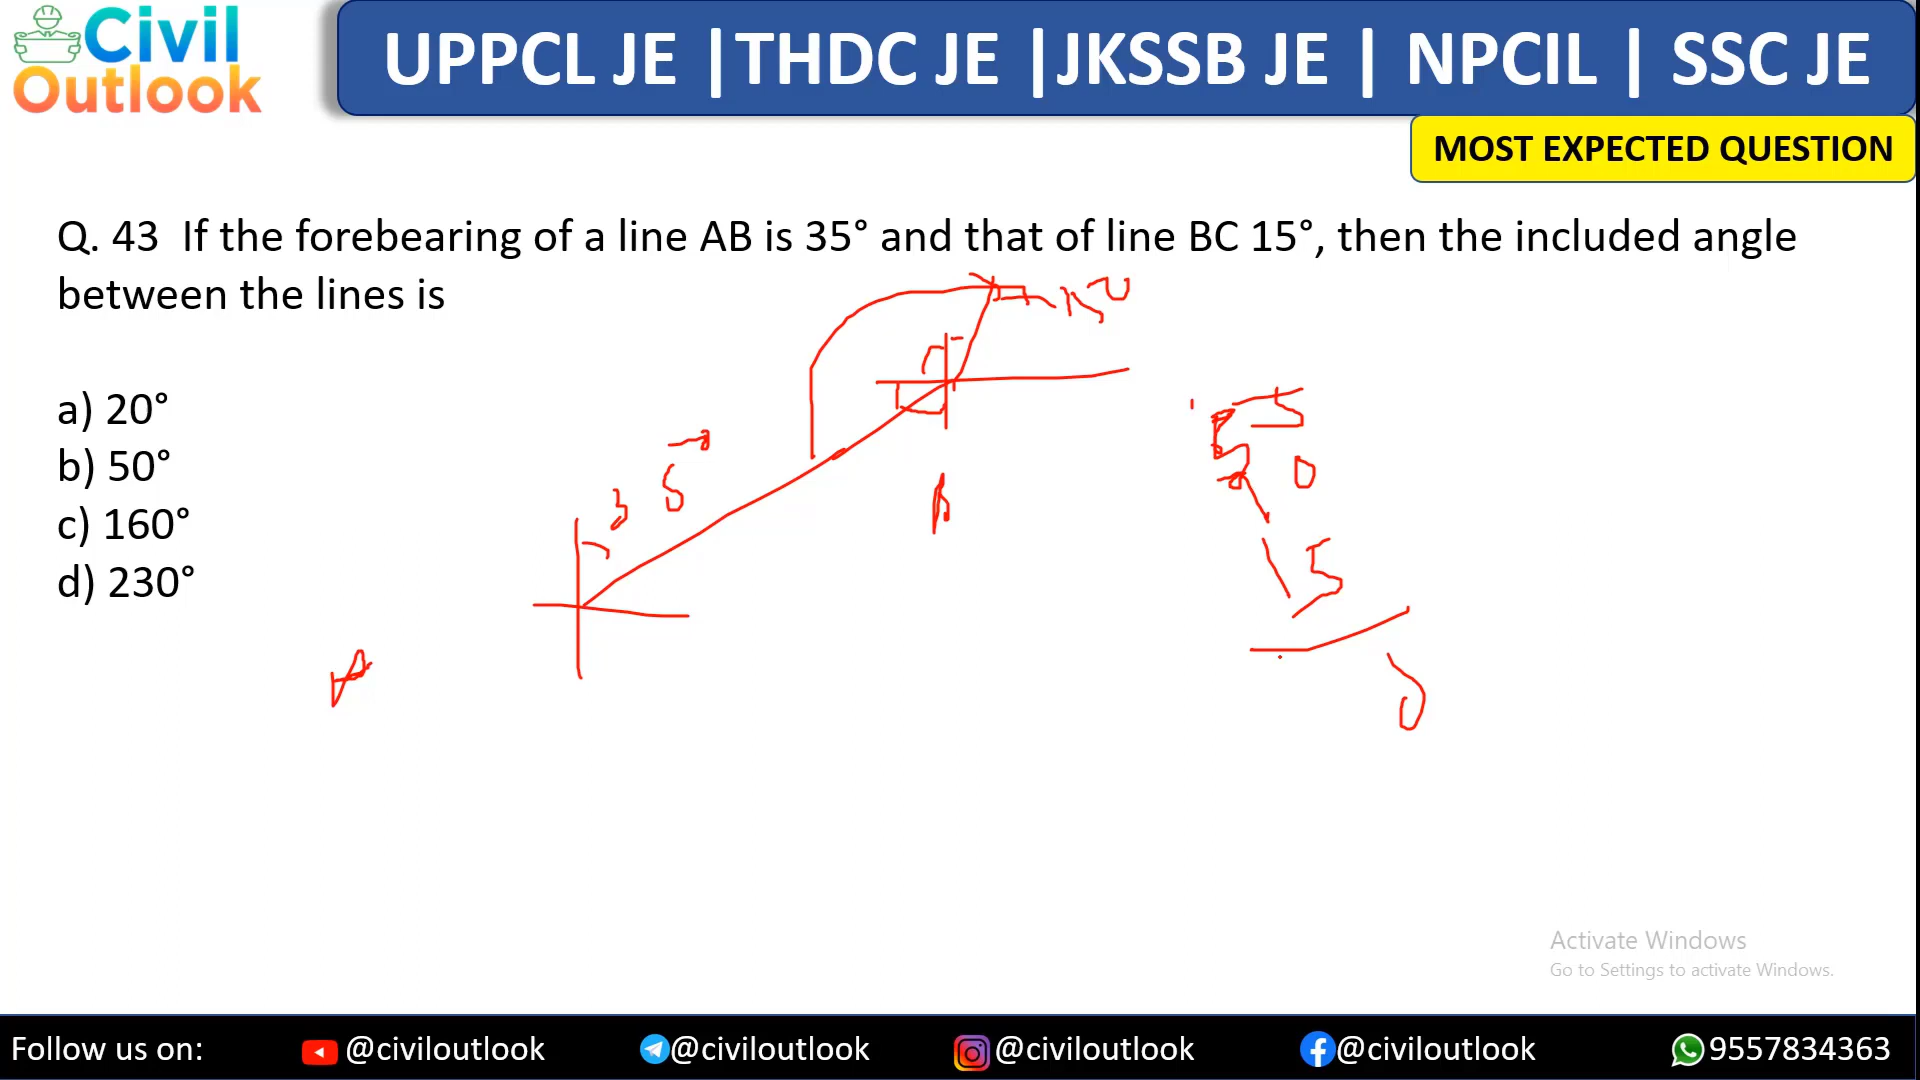 Civil
Outlook
UPPCL JE |THDC JE |JKSSB JE | NPCIL | SSC JE
MOST EXPECTED QUESTION
Q. 43 If the forebearing of a line AB is 35° and that of line BC 15°, then the included angle
between the lines is
a) 20°
b) 50°
c) 160°
d) 230°
35
B
A
15
0
Activate Windows
Go to Settings to activate Windows.
Follow us on:
@civiloutlook
@civiloutlook
@civiloutlook
@civiloutlook
9557834363